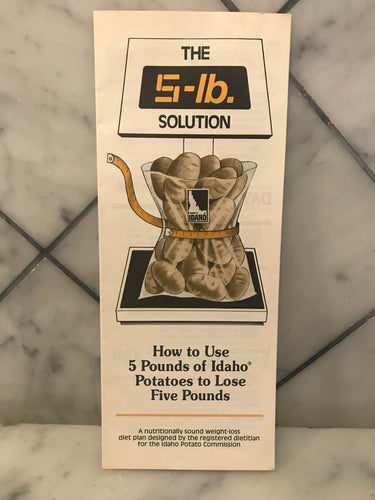 THE
5-lb.
SOLUTION
IDAHO
How to Use
5 Pounds of Idaho®
Potatoes to Lose
Five Pounds
A nutritionally sound weight-loss
diet plan designed by the registered dietitian
for the Idaho Potato Commission